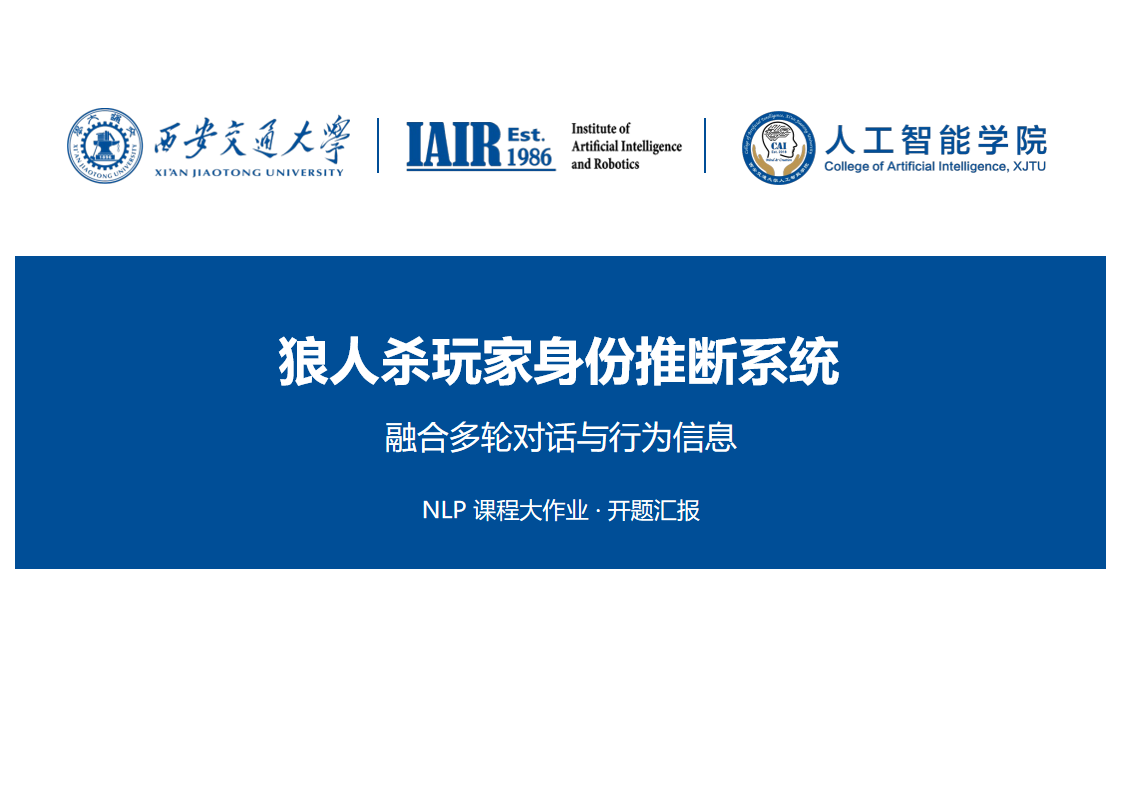 西安交通大学
XI'AN JIAOTONG UNIVERSITY
IAIR Est. 1986
Institute of
Artificial Intelligence
and Robotics
CAI
人工智能学院
College of Artificial Intelligence, XJTU
狼人杀玩家身份推断系统
融合多轮对话与行为信息
NLP 课程大作业 · 开题汇报